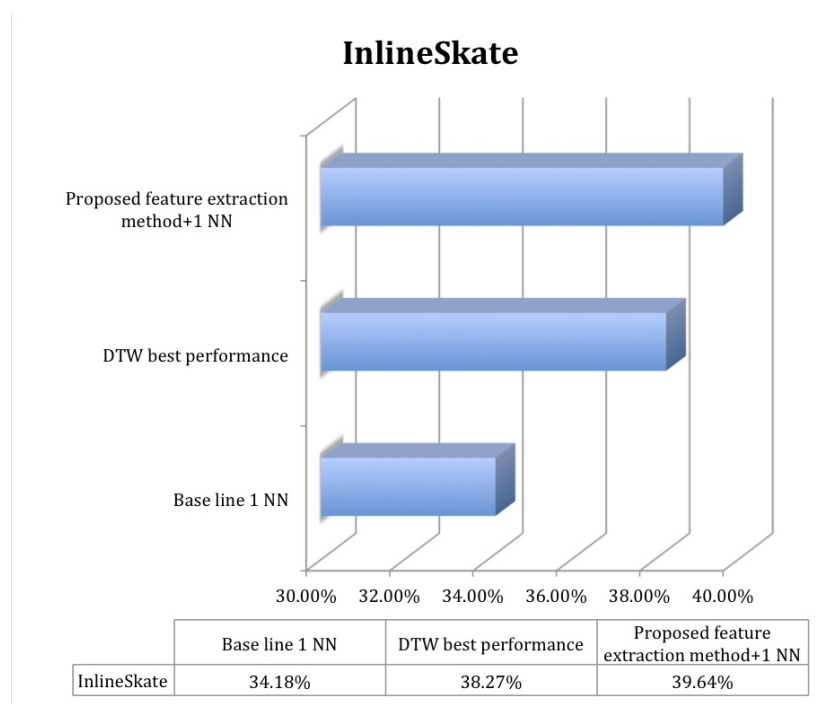 InlineSkate
Proposed feature extraction
method+1 NN
DTW best performance
Base line 1 NN
30.00% 32.00% 34.00% 36.00% 38.00% 40.00%
Base line 1 NN DTW best performance Proposed feature
extraction method+1 NN
InlineSkate 34.18% 38.27% 39.64%